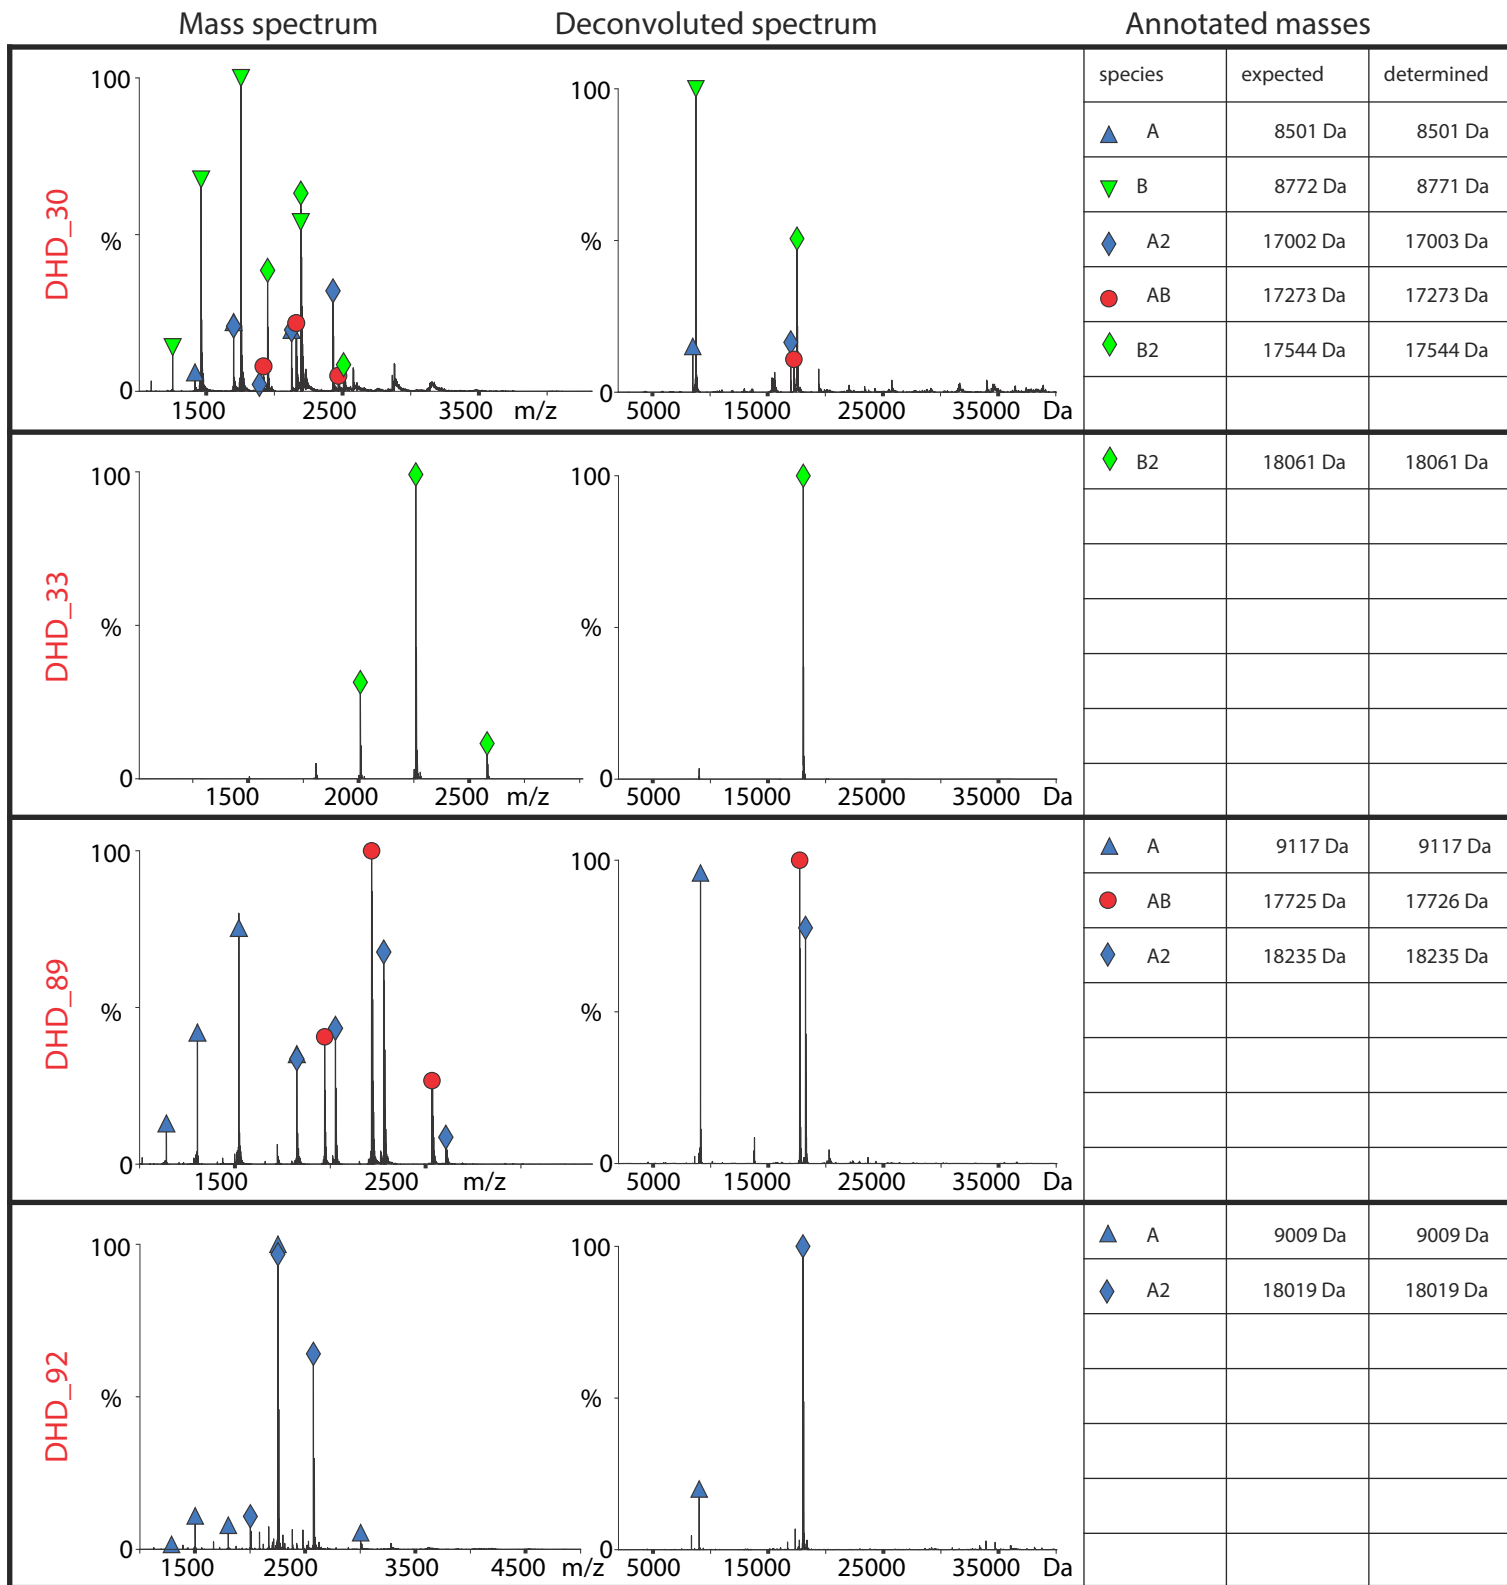 Mass spectrum Deconvoluted spectrum Annotated masses
DHD_30
100
%
0
1500 2500 3500 m/z
100
%
0
5000 15000 25000 35000 Da
species expected determined
A 8501 Da 8501 Da
B 8772 Da 8771 Da
A2 17002 Da 17003 Da
AB 17273 Da 17273 Da
B2 17544 Da 17544 Da
DHD_33
100
%
0
1500 2000 2500 m/z
100
%
0
5000 15000 25000 35000 Da
B2 18061 Da 18061 Da
DHD_89
100
%
0
1500 2500 m/z
100
%
0
5000 15000 25000 35000 Da
A 9117 Da 9117 Da
AB 17725 Da 17726 Da
A2 18235 Da 18235 Da
DHD_92
100
%
0
1500 2500 3500 4500 m/z
100
%
0
5000 15000 25000 35000 Da
A 9009 Da 9009 Da
A2 18019 Da 18019 Da